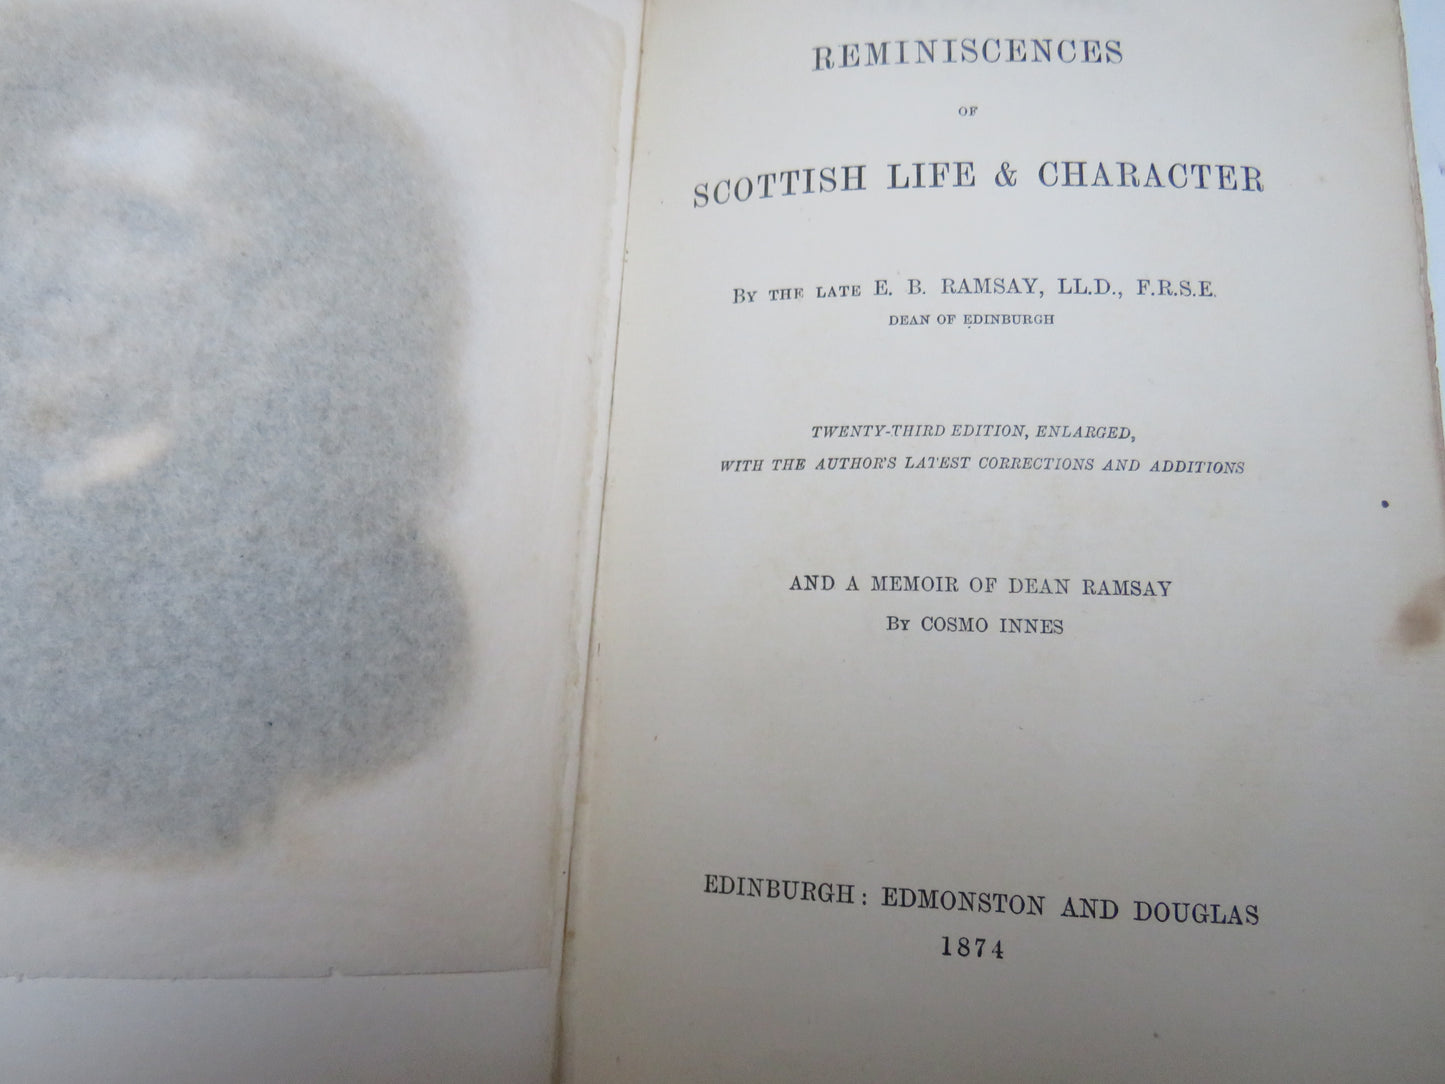 REMINISCENCES
OF
SCOTTISH LIFE & CHARACTER
BY THE LATE E. B. RAMSAY, LL.D., F.R.S.E.
DEAN OF EDINBURGH
TWENTY-THIRD EDITION, ENLARGED,
WITH THE AUTHOR'S LATEST CORRECTIONS AND ADDITIONS
AND A MEMOIR OF DEAN RAMSAY
BY COSMO INNES
EDINBURGH: EDMONSTON AND DOUGLAS
1874